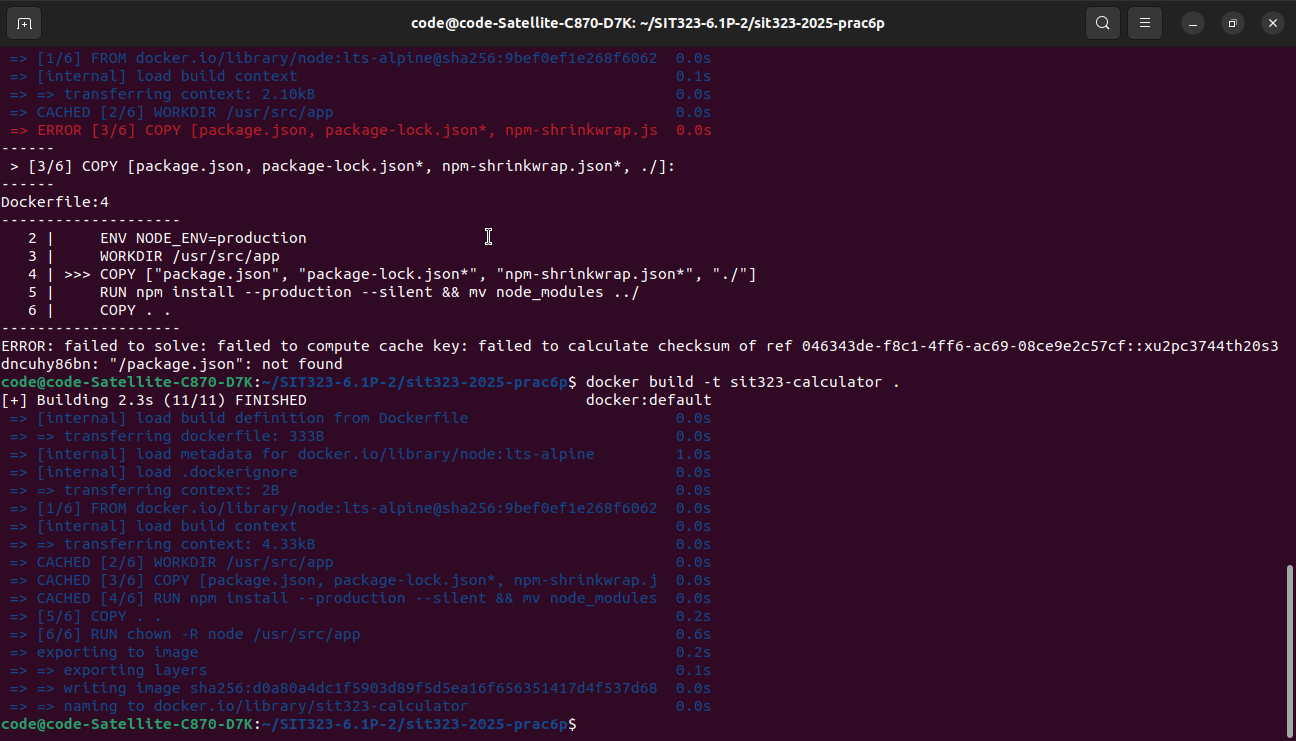 code@code-Satellite-C870-D7K: ~/SIT323-6.1P-2/sit323-2025-prac6p
=> [1/6] FROM docker.io/library/node:lts-alpine@sha256:9bef0ef1e268f6062 0.0s
=> [internal] load build context 0.1s
=> => transferring context: 2.10kB 0.0s
=> CACHED [2/6] WORKDIR /usr/src/app 0.0s
=> ERROR [3/6] COPY [package.json, package-lock.json*, npm-shrinkwrap.js 0.0s
------
> [3/6] COPY [package.json, package-lock.json*, npm-shrinkwrap.json*, ./]:
------
Dockerfile:4
--------------------
2 | ENV NODE_ENV=production
3 | WORKDIR /usr/src/app
4 | >>> COPY ["package.json", "package-lock.json*", "npm-shrinkwrap.json*", "./"]
5 | RUN npm install --production --silent && mv node_modules ../
6 | COPY . .
--------------------
ERROR: failed to solve: failed to compute cache key: failed to calculate checksum of ref 046343de-f8c1-4ff6-ac69-08ce9e2c57cf::xu2pc3744th20s3
dncuhy86bn: "/package.json": not found
code@code-Satellite-C870-D7K:~/SIT323-6.1P-2/sit323-2025-prac6p$ docker build -t sit323-calculator .
[+] Building 2.3s (11/11) FINISHED docker:default
=> [internal] load build definition from Dockerfile 0.0s
=> => transferring dockerfile: 333B 0.0s
=> [internal] load metadata for docker.io/library/node:lts-alpine 1.0s
=> [internal] load .dockerignore 0.0s
=> => transferring context: 2B 0.0s
=> [1/6] FROM docker.io/library/node:lts-alpine@sha256:9bef0ef1e268f6062 0.0s
=> [internal] load build context 0.0s
=> => transferring context: 4.33kB 0.0s
=> CACHED [2/6] WORKDIR /usr/src/app 0.0s
=> CACHED [3/6] COPY [package.json, package-lock.json*, npm-shrinkwrap.j 0.0s
=> CACHED [4/6] RUN npm install --production --silent && mv node_modules 0.0s
=> [5/6] COPY . . 0.2s
=> [6/6] RUN chown -R node /usr/src/app 0.6s
=> exporting to image 0.2s
=> => exporting layers 0.1s
=> => writing image sha256:d0a80a4dc1f5903d89f5d5ea16f656351417d4f537d68 0.0s
=> => naming to docker.io/library/sit323-calculator 0.0s
code@code-Satellite-C870-D7K:~/SIT323-6.1P-2/sit323-2025-prac6p$